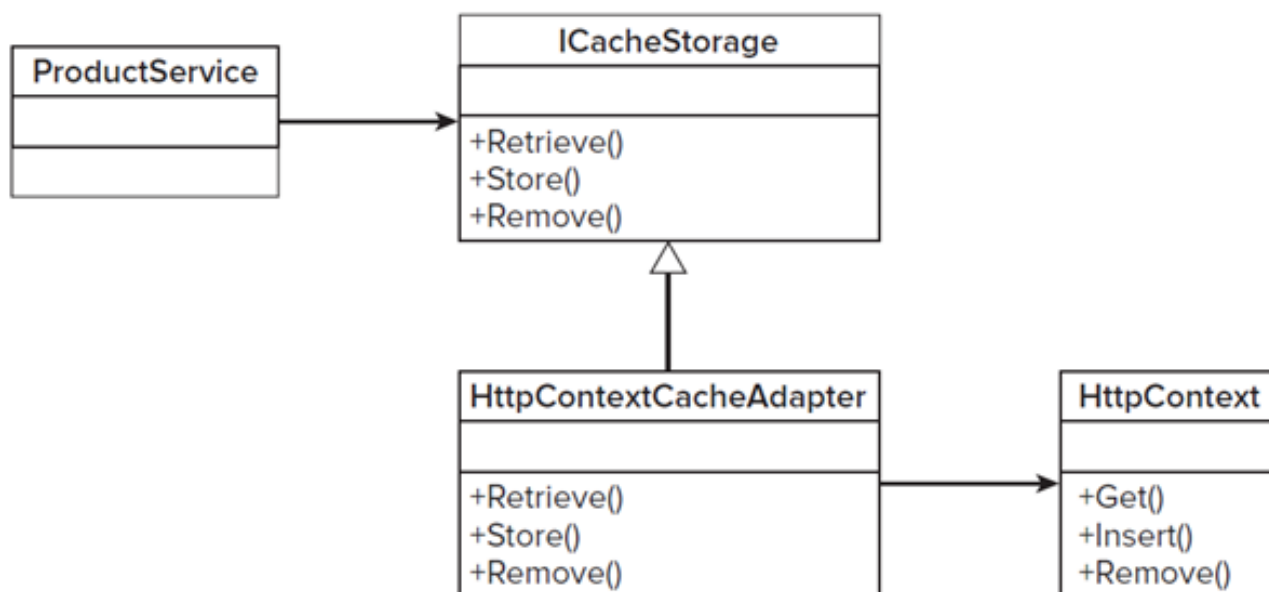 ProductService
ICacheStorage
+Retrieve()
+Store()
+Remove()
HttpContextCacheAdapter
+Retrieve()
+Store()
+Remove()
HttpContext
+Get()
+Insert()
+Remove()